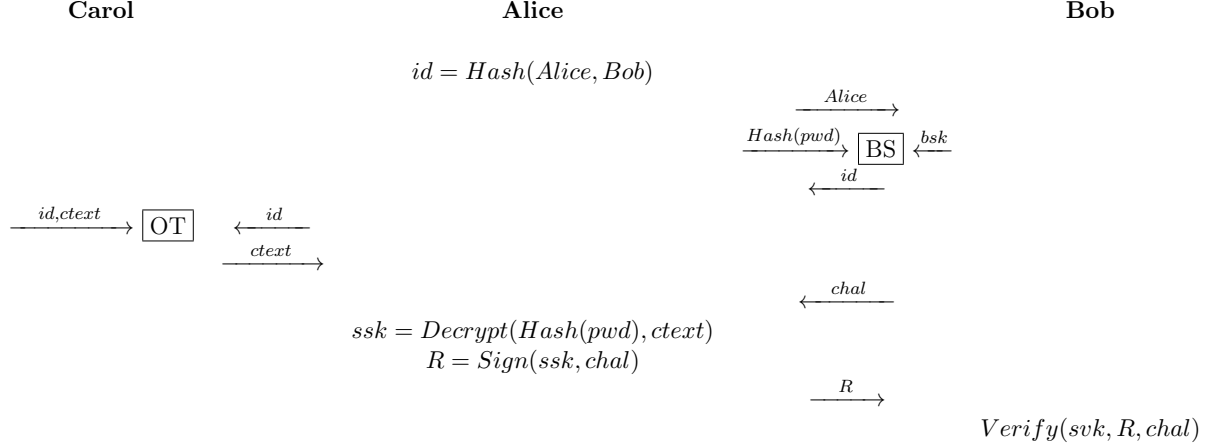 Carol Alice Bob
id = Hash(Alice, Bob)
Alice
Hash(pwd) BS bsk
id
id,ctext OT id
ctext
chal
ssk = Decrypt(Hash(pwd), ctext)
R = Sign(ssk, chal)
R
Verify(svk, R, chal)